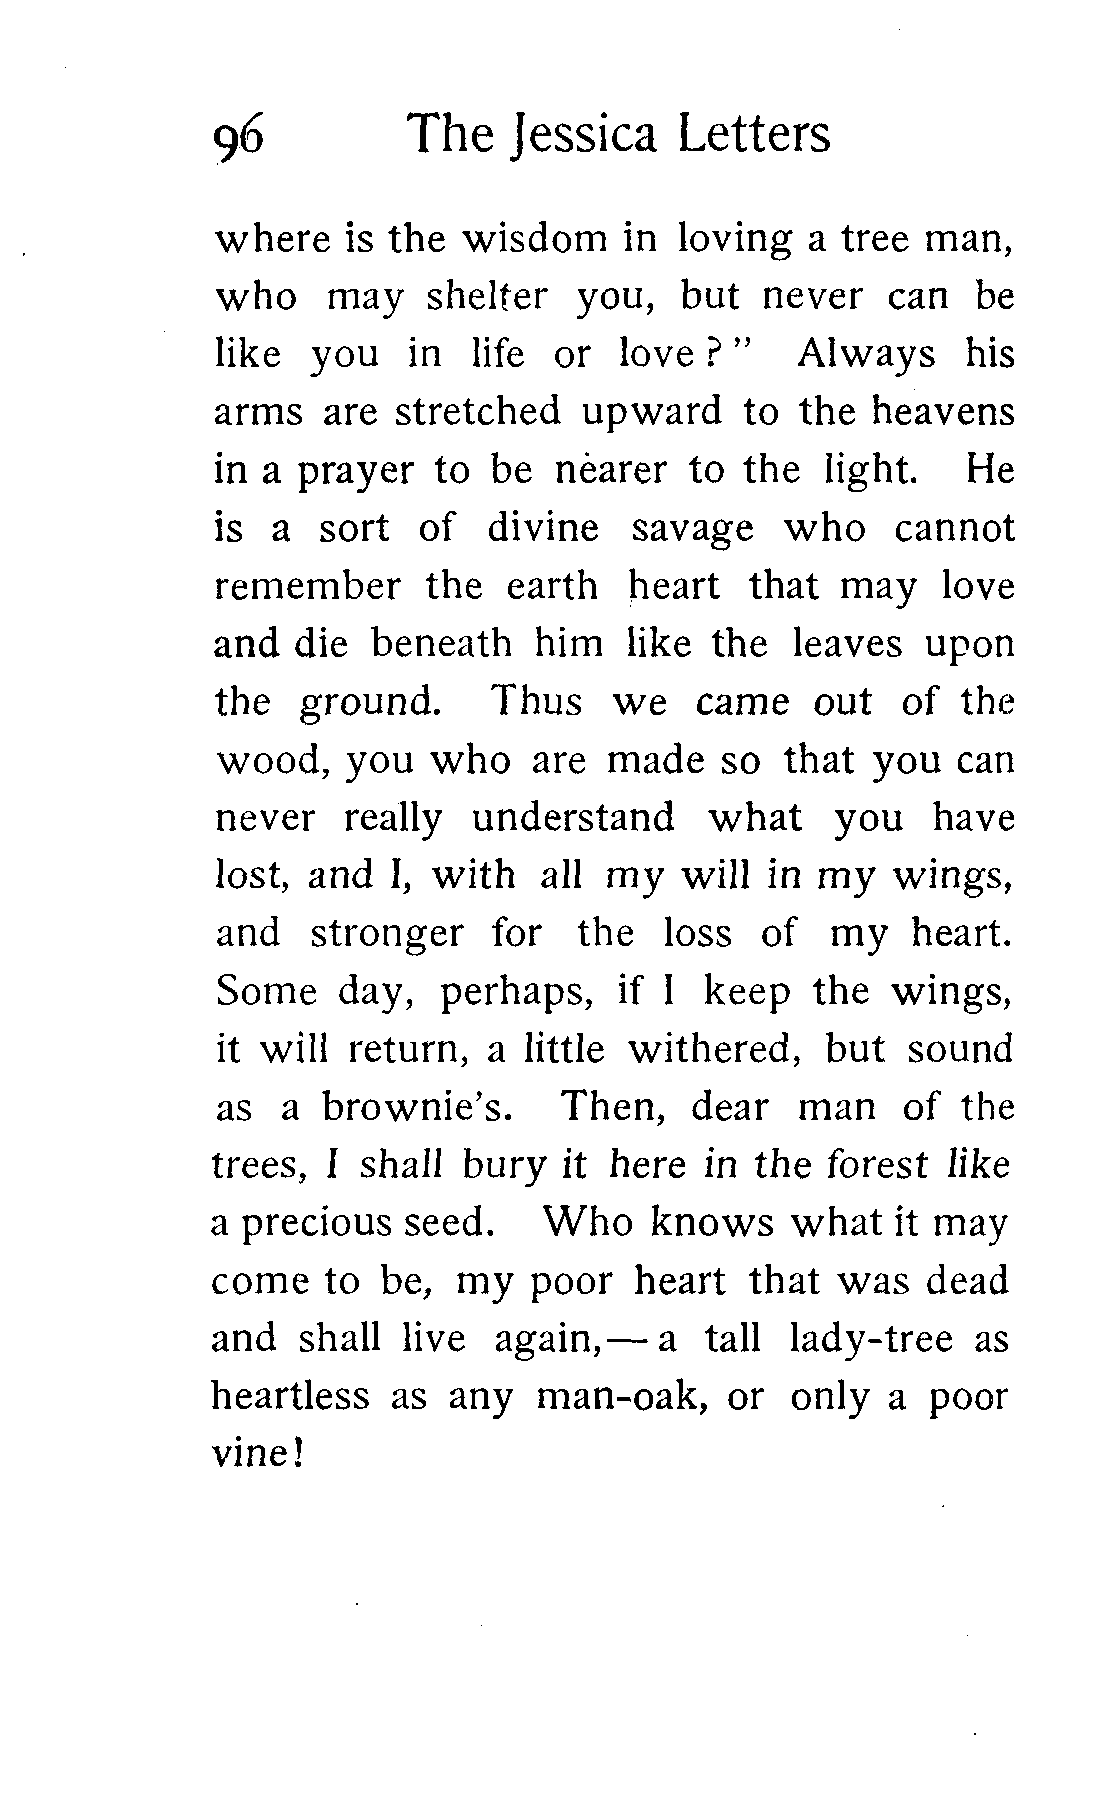 96 The Jessica Letters
where is the wisdom in loving a tree man,
who may shelter you, but never can be
like you in life or love?" Always his
arms are stretched upward to the heavens
in a prayer to be nearer to the light. He
is a sort of divine savage who cannot
remember the earth heart that may love
and die beneath him like the leaves upon
the ground. Thus we came out of the
wood, you who are made so that you can
never really understand what you have
lost, and I, with all my will in my wings,
and stronger for the loss of my heart.
Some day, perhaps, if I keep the wings,
it will return, a little withered, but sound
as a brownie's. Then, dear man of the
trees, I shall bury it here in the forest like
a precious seed. Who knows what it may
come to be, my poor heart that was dead
and shall live again,—a tall lady-tree as
heartless as any man-oak, or only a poor
vine!